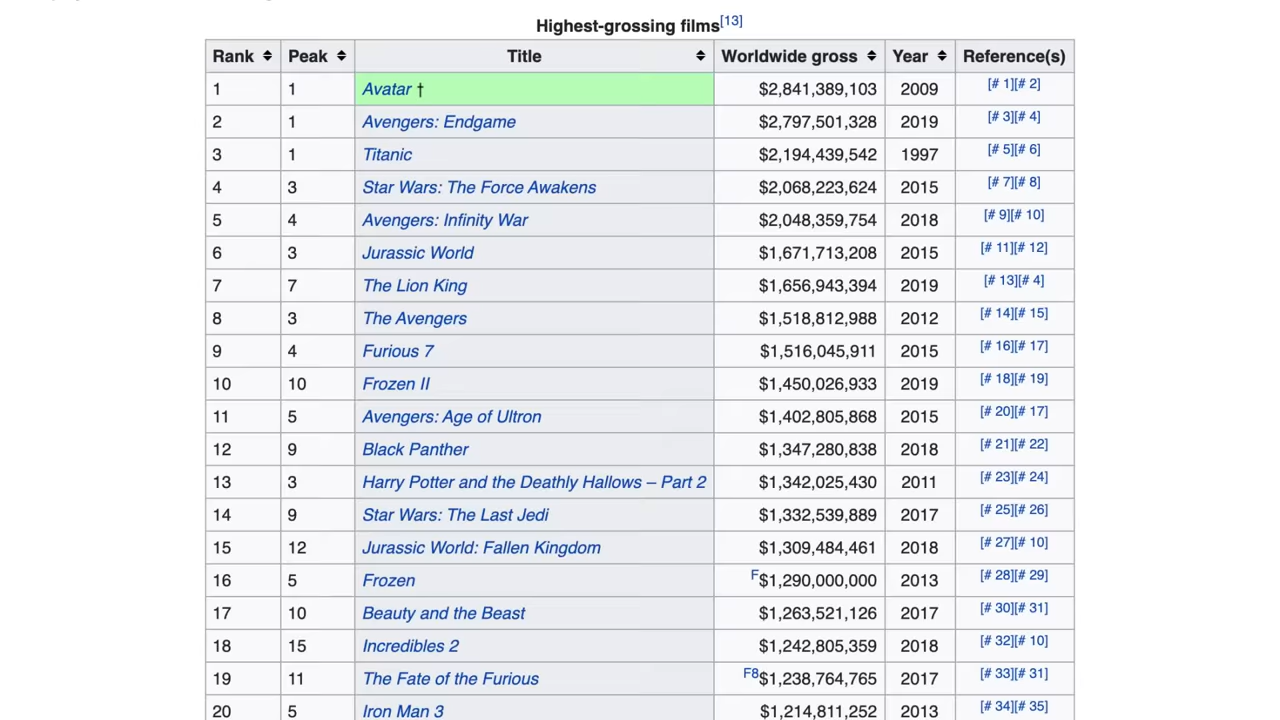 Highest-grossing films[13]
Rank Peak Title Worldwide gross Year Reference(s)
1 1 Avatar † $2,841,389,103 2009 [# 1][# 2]
2 1 Avengers: Endgame $2,797,501,328 2019 [# 3][# 4]
3 1 Titanic $2,194,439,542 1997 [# 5][# 6]
4 3 Star Wars: The Force Awakens $2,068,223,624 2015 [# 7][# 8]
5 4 Avengers: Infinity War $2,048,359,754 2018 [# 9][# 10]
6 3 Jurassic World $1,671,713,208 2015 [# 11][# 12]
7 7 The Lion King $1,656,943,394 2019 [# 13][# 4]
8 3 The Avengers $1,518,812,988 2012 [# 14][# 15]
9 4 Furious 7 $1,516,045,911 2015 [# 16][# 17]
10 10 Frozen II $1,450,026,933 2019 [# 18][# 19]
11 5 Avengers: Age of Ultron $1,402,805,868 2015 [# 20][# 17]
12 9 Black Panther $1,347,280,838 2018 [# 21][# 22]
13 3 Harry Potter and the Deathly Hallows – Part 2 $1,342,025,430 2011 [# 23][# 24]
14 9 Star Wars: The Last Jedi $1,332,539,889 2017 [# 25][# 26]
15 12 Jurassic World: Fallen Kingdom $1,309,484,461 2018 [# 27][# 10]
16 5 Frozen F$1,290,000,000 2013 [# 28][# 29]
17 10 Beauty and the Beast $1,263,521,126 2017 [# 30][# 31]
18 15 Incredibles 2 $1,242,805,359 2018 [# 32][# 10]
19 11 The Fate of the Furious F8$1,238,764,765 2017 [# 33][# 31]
20 5 Iron Man 3 $1,214,811,252 2013 [# 34][# 35]